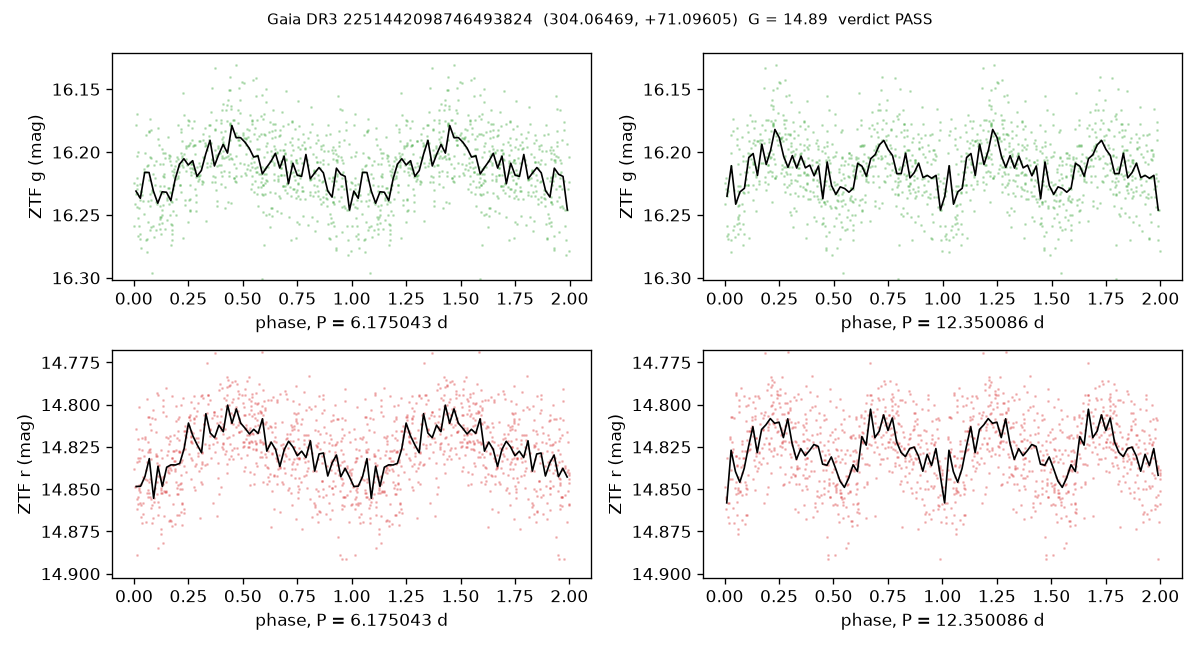 Gaia DR3 2251442098746493824  (304.06469, +71.09605)  G = 14.89  verdict PASS
ZTF g (mag)
16.15
16.20
16.25
16.30
0.00 0.25 0.50 0.75 1.00 1.25 1.50 1.75 2.00
phase, P = 6.175043 d
ZTF g (mag)
16.15
16.20
16.25
16.30
0.00 0.25 0.50 0.75 1.00 1.25 1.50 1.75 2.00
phase, P = 12.350086 d
ZTF r (mag)
14.775
14.800
14.825
14.850
14.875
14.900
0.00 0.25 0.50 0.75 1.00 1.25 1.50 1.75 2.00
phase, P = 6.175043 d
ZTF r (mag)
14.775
14.800
14.825
14.850
14.875
14.900
0.00 0.25 0.50 0.75 1.00 1.25 1.50 1.75 2.00
phase, P = 12.350086 d